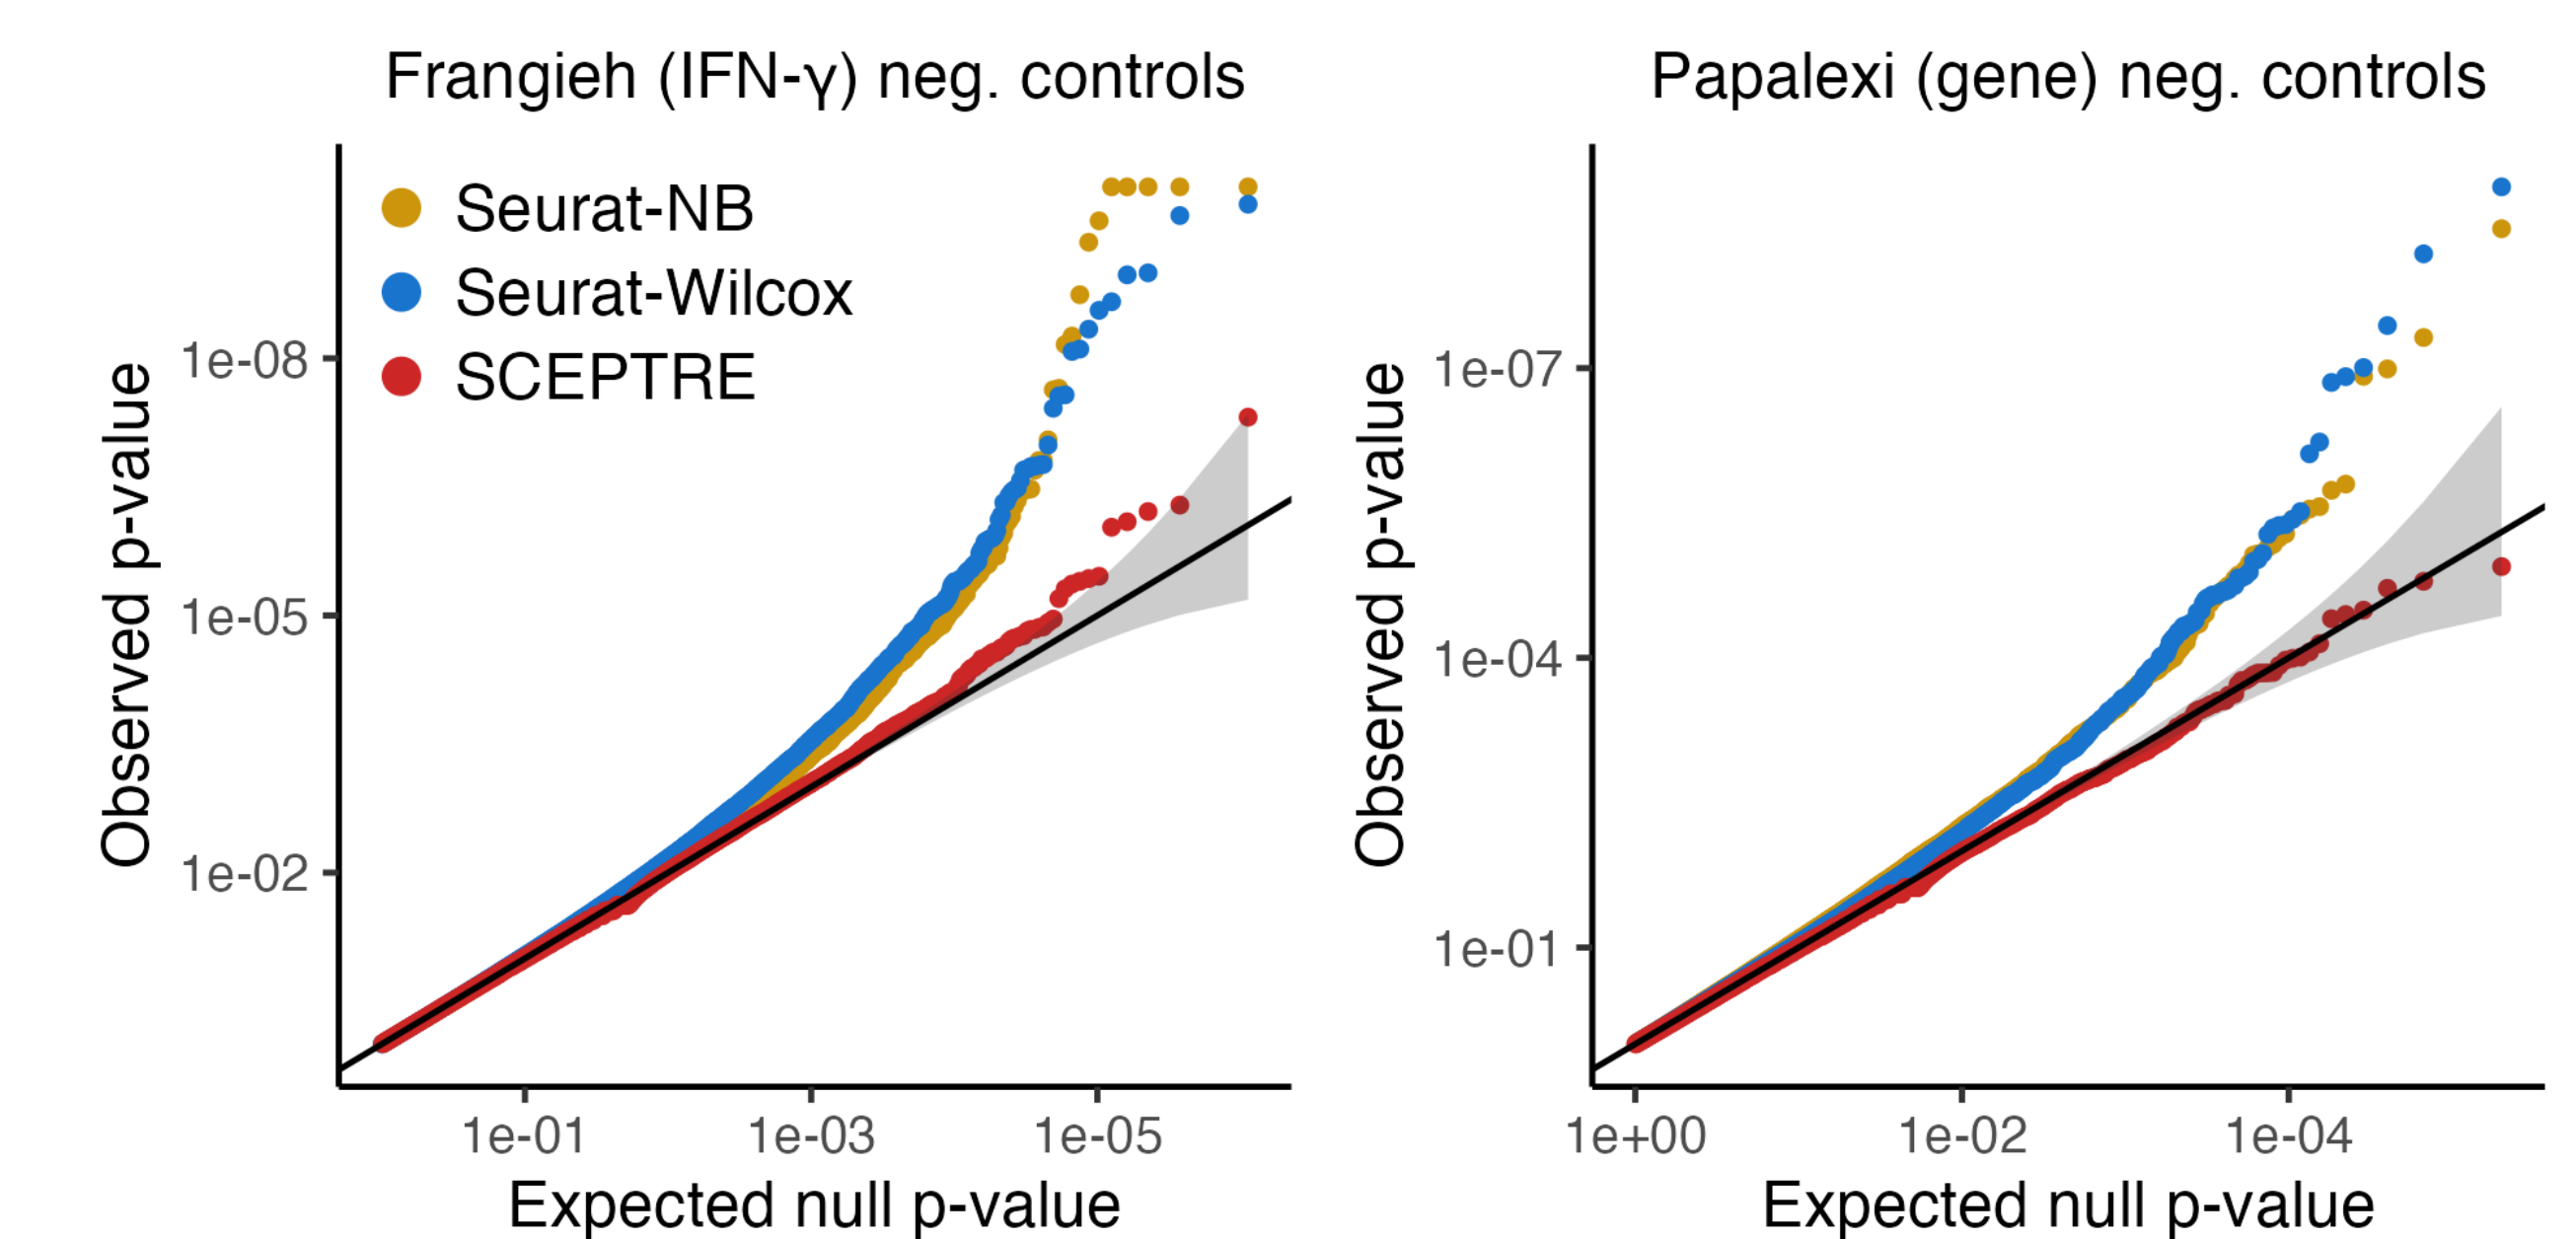 Frangieh (IFN-γ) neg. controls
Seurat-NB
Seurat-Wilcox
SCEPTRE
Observed p-value
1e-08
1e-05
1e-02
1e-01
1e-03
1e-05
Expected null p-value
Papalexi (gene) neg. controls
Observed p-value
1e-07
1e-04
1e-01
1e+00
1e-02
1e-04
Expected null p-value